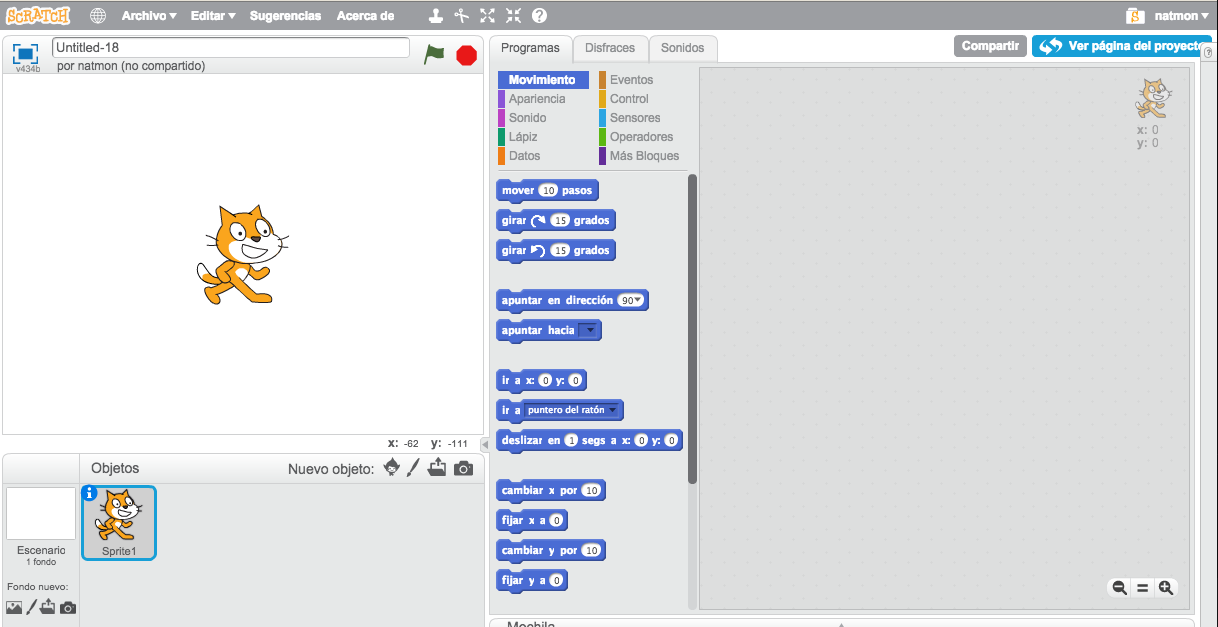 SCRATCH Archivo Editar Sugerencias Acerca de natmon
v434b
Untitled-18
por natmon (no compartido)
Programas Disfraces Sonidos
Compartir Ver página del proyecto
Movimiento Eventos
Apariencia Control
Sonido Sensores
Lápiz Operadores
Datos Más Bloques
x: 0
y: 0
mover 10 pasos
girar 15 grados
girar 15 grados
apuntar en dirección 90
apuntar hacia
ir a x: 0 y: 0
ir a puntero del ratón
deslizar en 1 segs a x: 0 y: 0
cambiar x por 10
fijar x a 0
cambiar y por 10
fijar y a 0
x: -62 y: -111
Objetos Nuevo objeto:
Sprite1
Escenario
1 fondo
Fondo nuevo:
Mochila